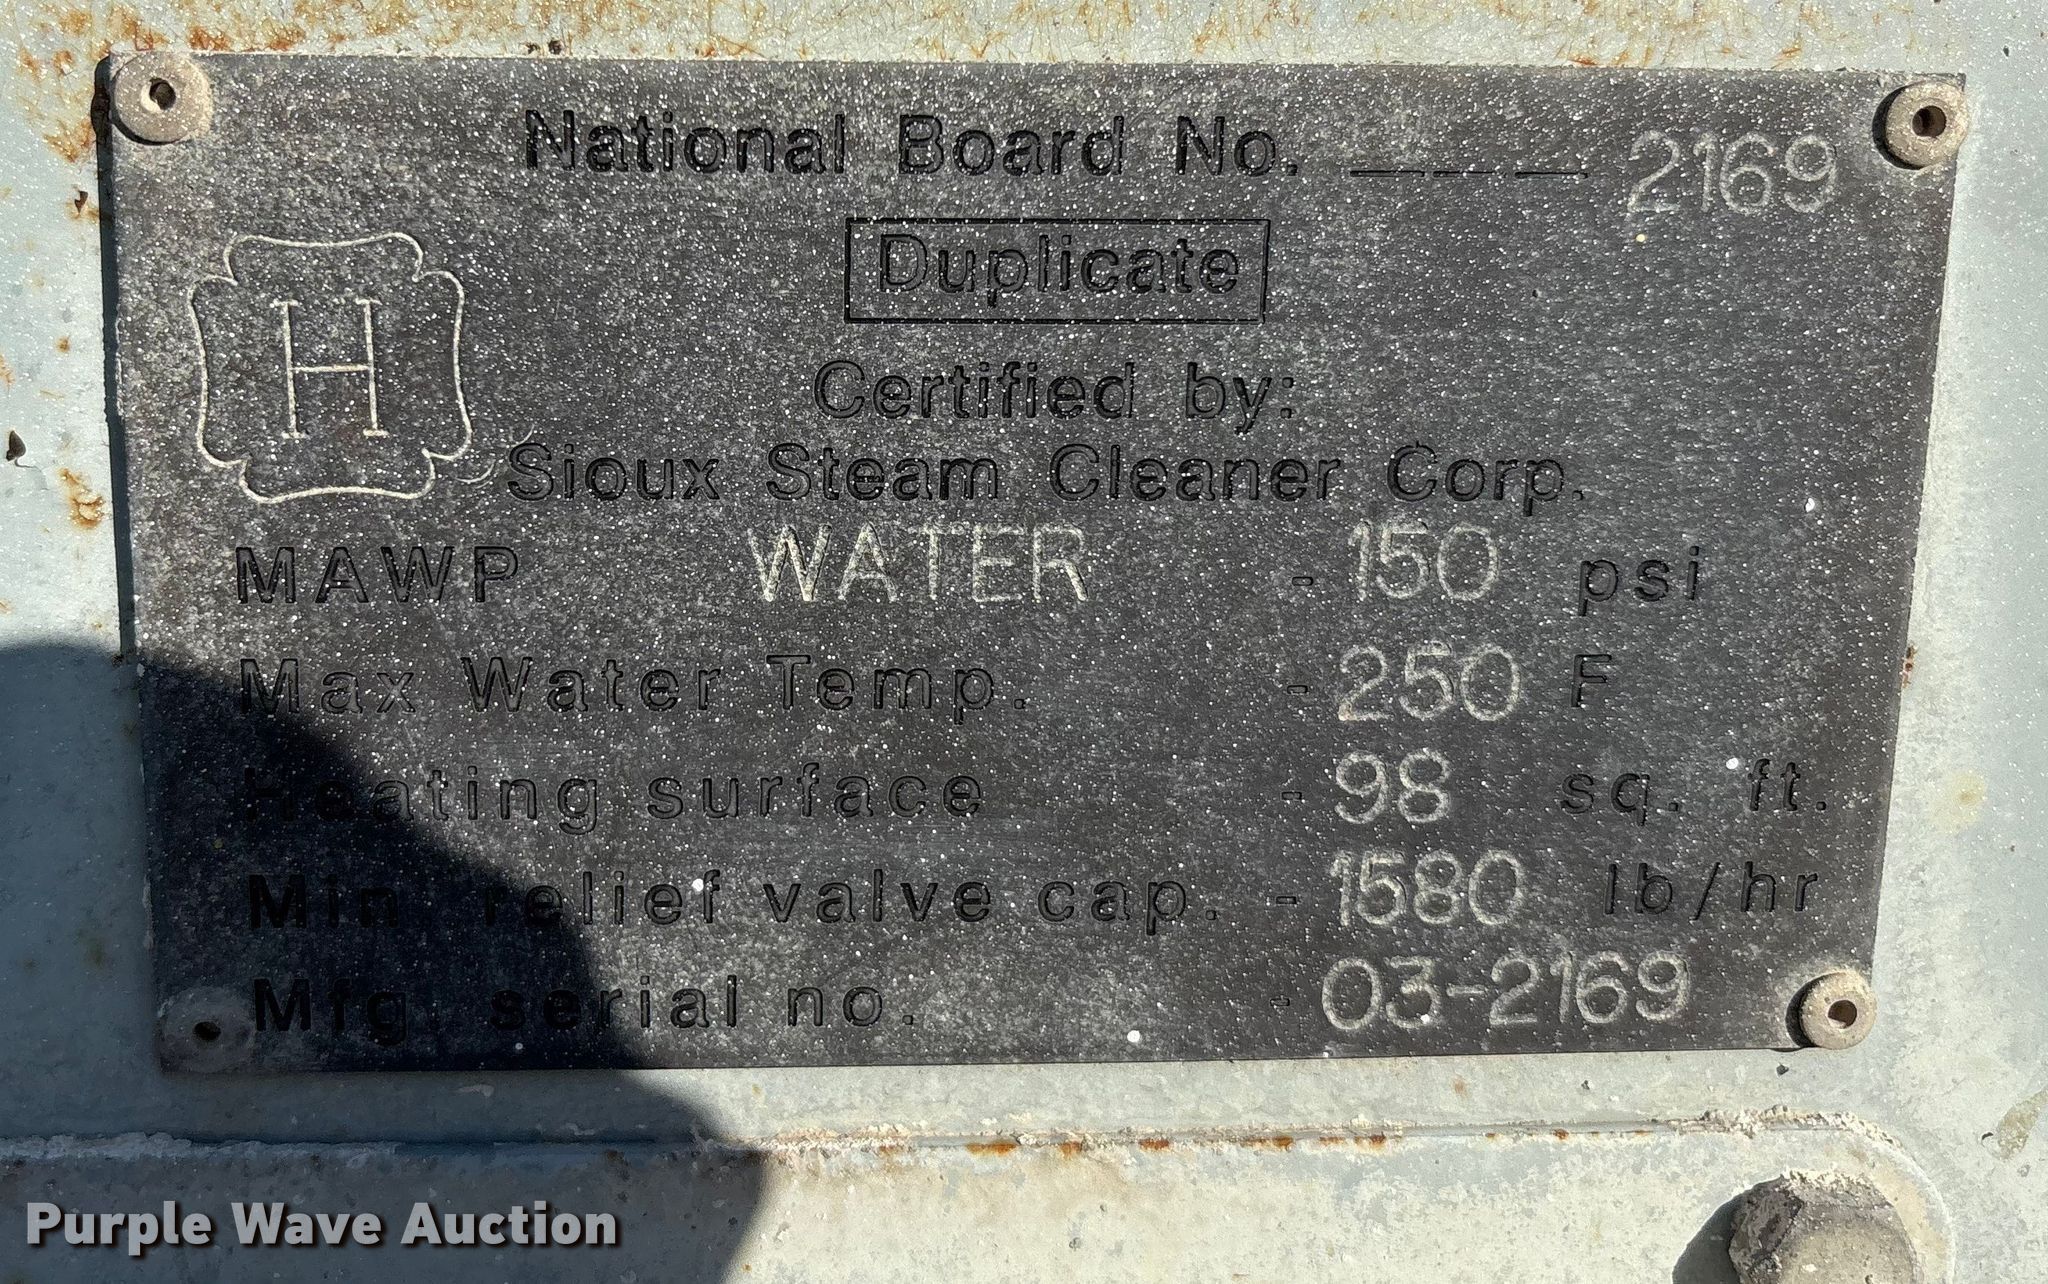 National Board No. ___ 2169
Duplicate
H
Certified by:
Sioux Steam Cleaner Corp.
MAWP WATER - 150 psi
Max Water Temp. - 250 F
Heating surface - 98 sq. ft.
Min. relief valve cap. - 1580 lb/hr
Mfg. serial no. - 03-2169
Purple Wave Auction